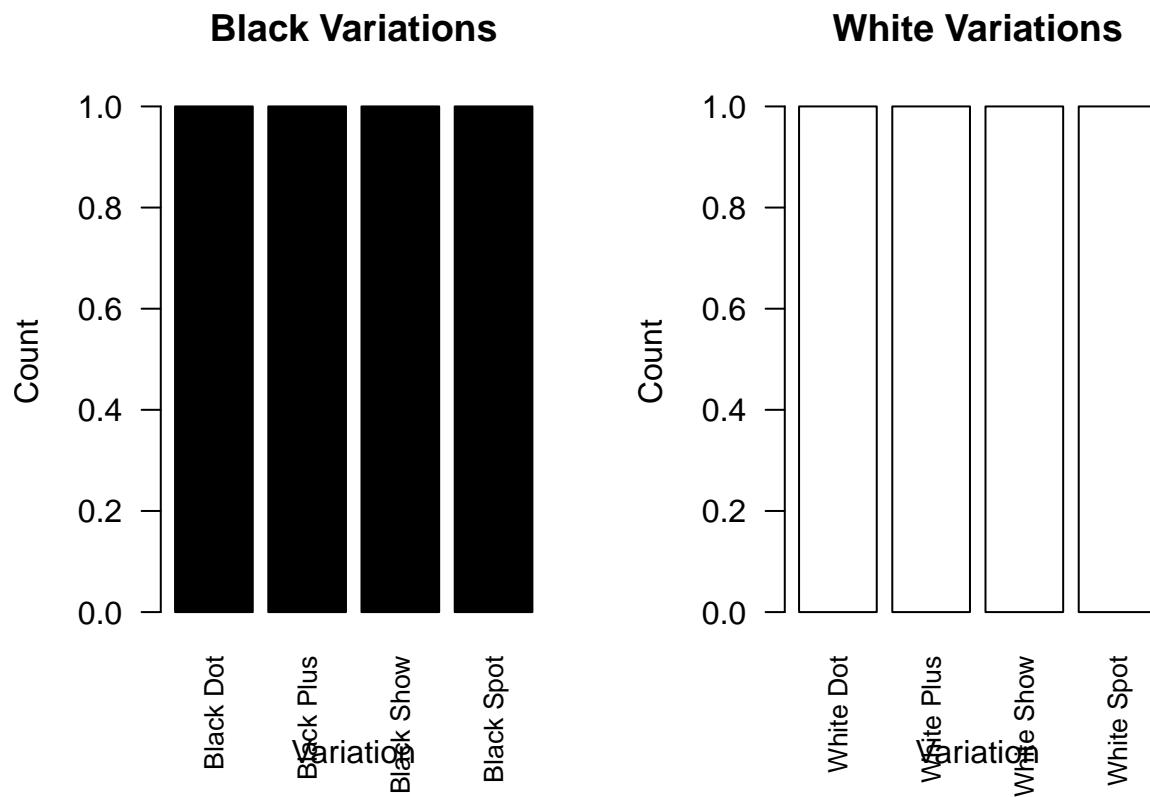 Black Variations
Count
1.0
0.8
0.6
0.4
0.2
0.0
Black Dot
Black Plus
Black Show
Black Spot
Variation
White Variations
Count
1.0
0.8
0.6
0.4
0.2
0.0
White Dot
White Plus
White Show
White Spot
Variation